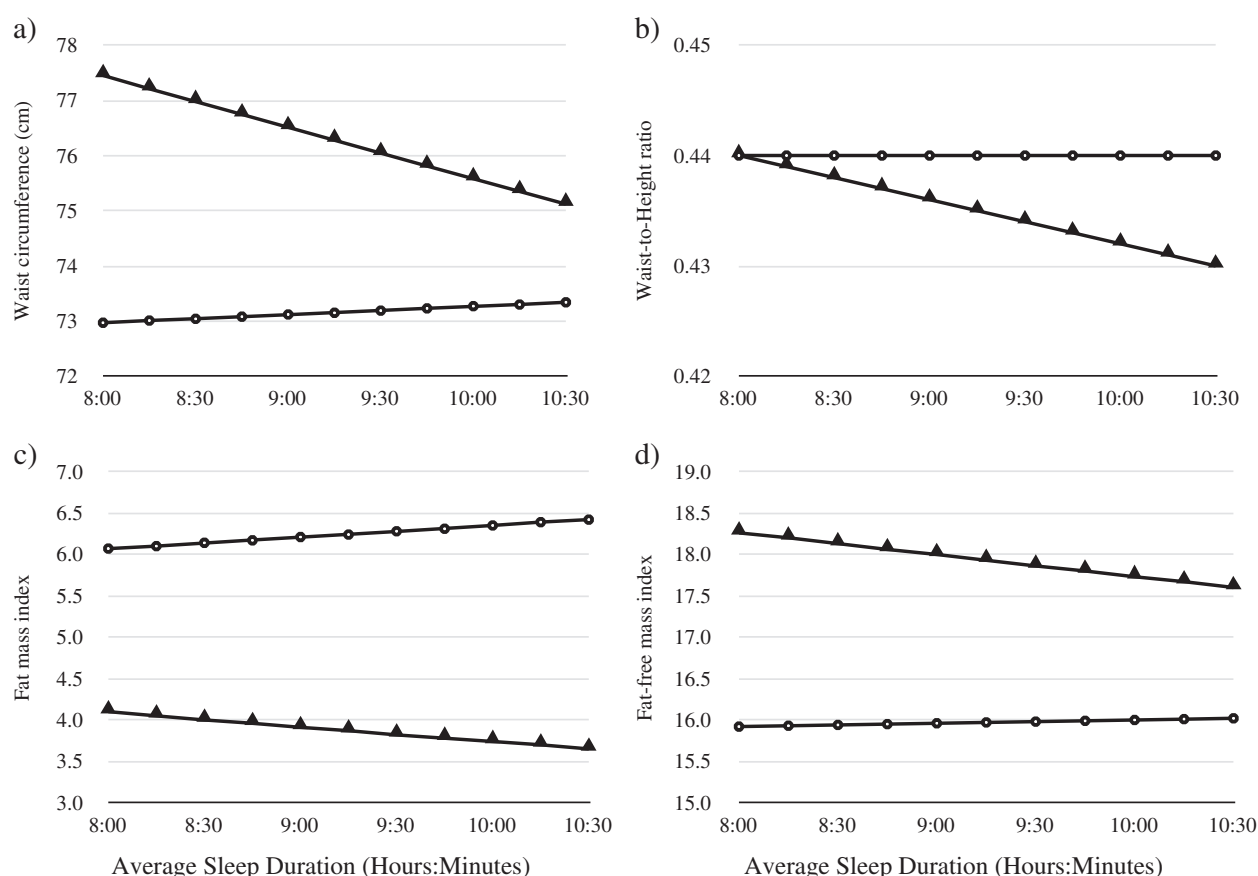 a)
78
77
76
75
74
73
72
Waist circumference (cm)
8:00 8:30 9:00 9:30 10:00 10:30
b)
0.45
0.44
0.43
0.42
Waist-to-Height ratio
8:00 8:30 9:00 9:30 10:00 10:30
c)
7.0
6.5
6.0
5.5
5.0
4.5
4.0
3.5
3.0
Fat mass index
8:00 8:30 9:00 9:30 10:00 10:30
Average Sleep Duration (Hours:Minutes)
d)
19.0
18.5
18.0
17.5
17.0
16.5
16.0
15.5
15.0
Fat-free mass index
8:00 8:30 9:00 9:30 10:00 10:30
Average Sleep Duration (Hours:Minutes)